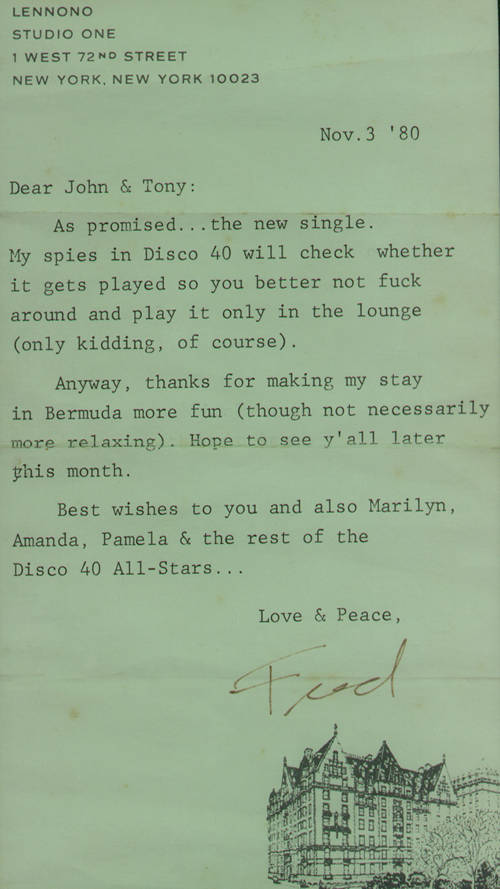 LENNONO
STUDIO ONE
1 WEST 72ND STREET
NEW YORK, NEW YORK 10023
Nov.3 '80
Dear John & Tony:
As promised...the new single.
My spies in Disco 40 will check whether
it gets played so you better not fuck
around and play it only in the lounge
(only kidding, of course).
Anyway, thanks for making my stay
in Bermuda more fun (though not necessarily
more relaxing). Hope to see y'all later
this month.
Best wishes to you and also Marilyn,
Amanda, Pamela & the rest of the
Disco 40 All-Stars...
Love & Peace,
Fred